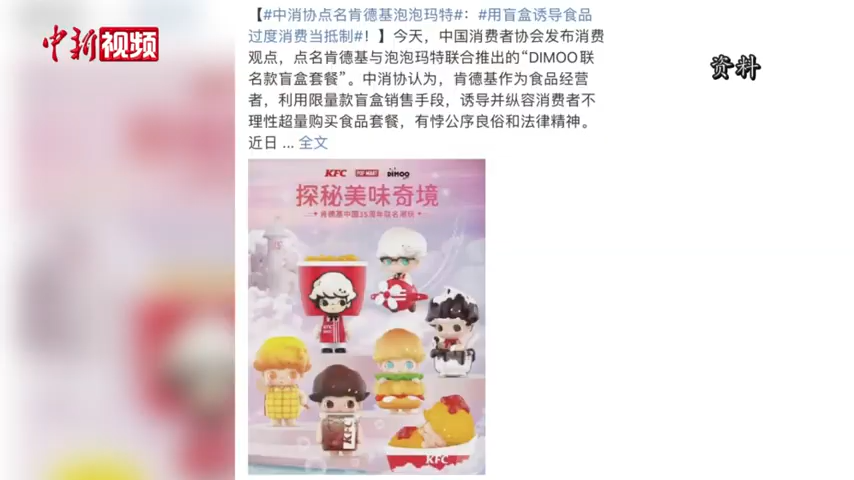 中新视频
资料
【#中消协点名肯德基泡泡玛特#：#用盲盒诱导食品
过度消费当抵制#！】今天，中国消费者协会发布消费
观点，点名肯德基与泡泡玛特联合推出的“DIMOO联
名款盲盒套餐”。中消协认为，肯德基作为食品经营
者，利用限量款盲盒销售手段，诱导并纵容消费者不
理性超量购买食品套餐，有悖公序良俗和法律精神。
近日 ... 全文
KFC POP MART DIMOO
探秘美味奇境
肯德基中国35周年联名潮玩
KFC
KFC
KFC